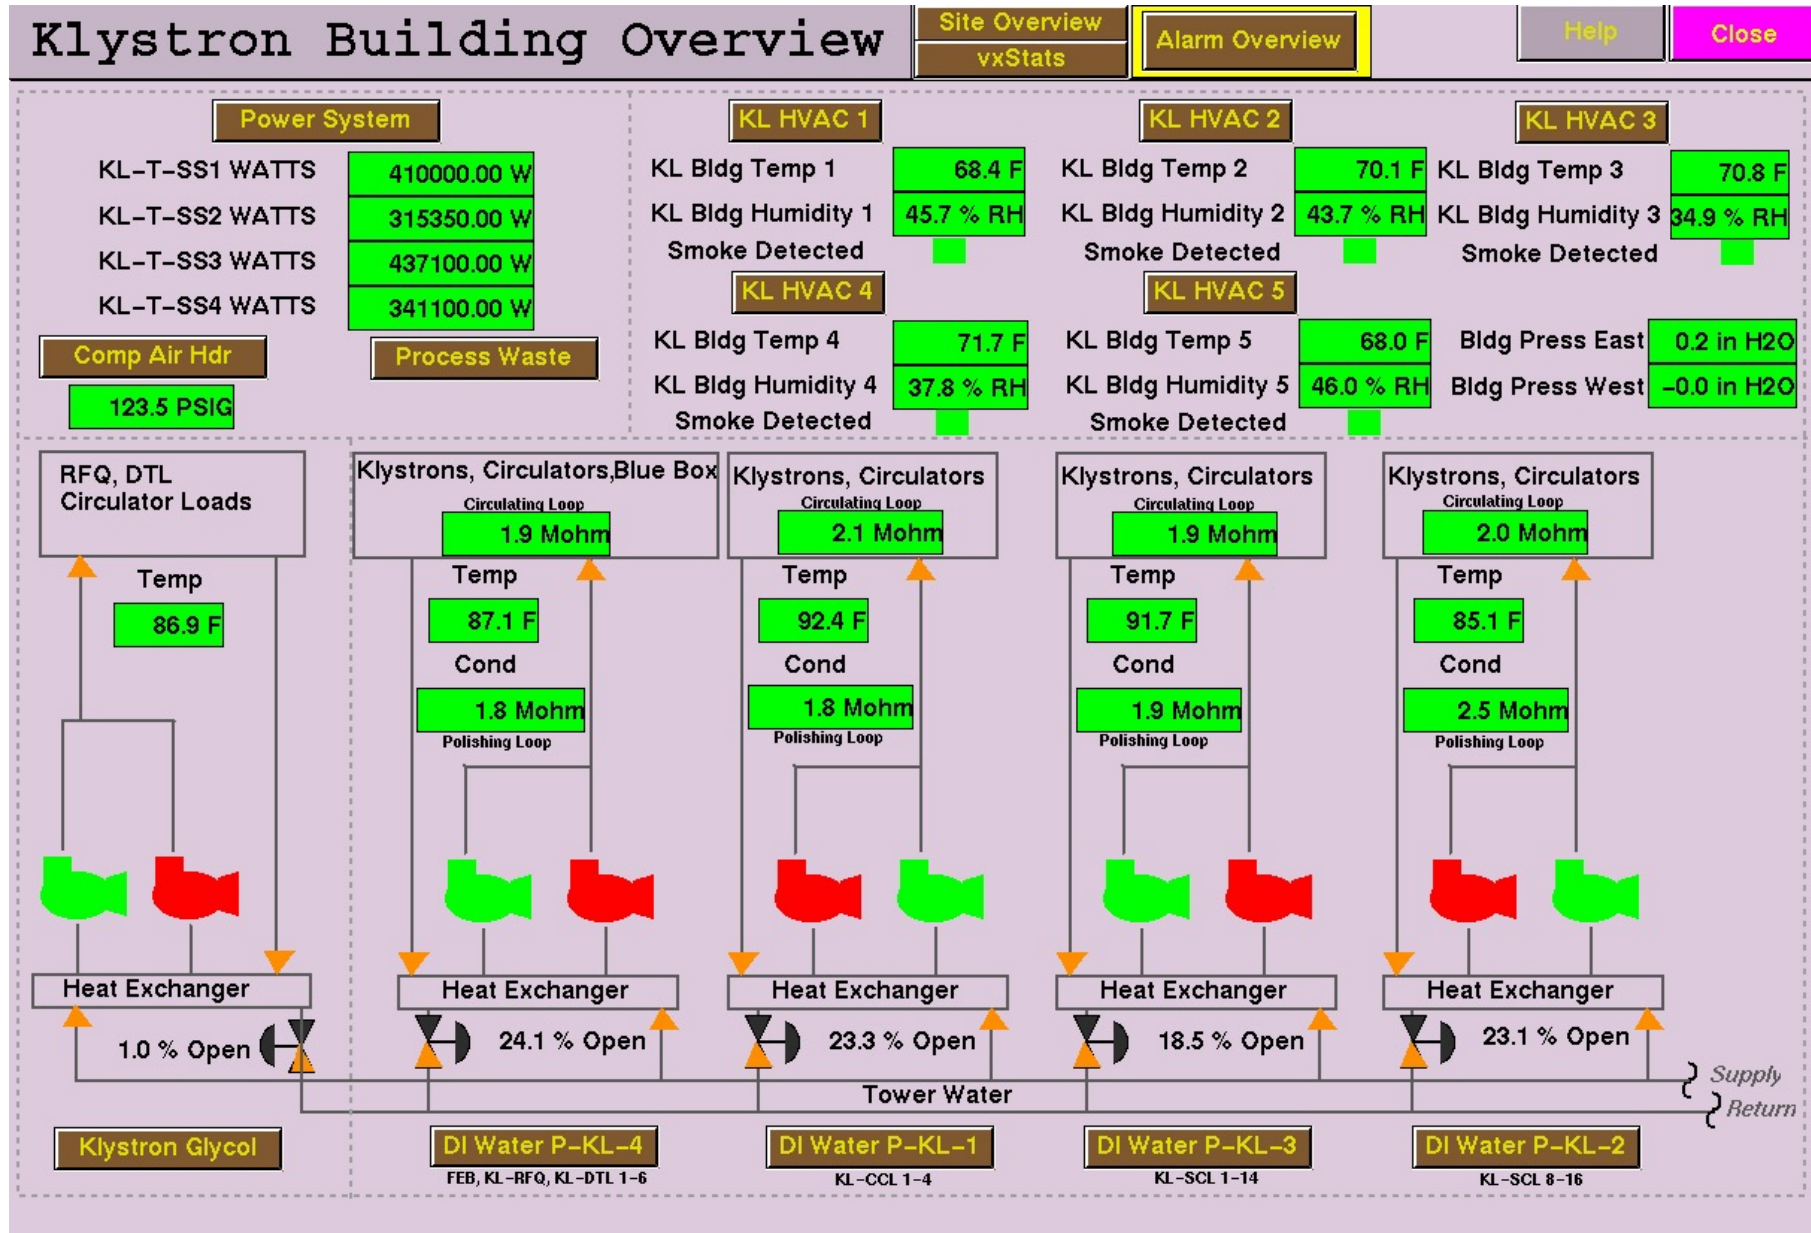 Klystron Building Overview
Site Overview
vxStats
Alarm Overview
Help
Close
Power System
KL-T-SS1 WATTS 410000.00 W
KL-T-SS2 WATTS 315350.00 W
KL-T-SS3 WATTS 437100.00 W
KL-T-SS4 WATTS 341100.00 W
Comp Air Hdr
123.5 PSIG
Process Waste
KL HVAC 1
KL Bldg Temp 1 68.4 F
KL Bldg Humidity 1 45.7 % RH
Smoke Detected
KL HVAC 2
KL Bldg Temp 2 70.1 F
KL Bldg Humidity 2 43.7 % RH
Smoke Detected
KL HVAC 3
KL Bldg Temp 3 70.8 F
KL Bldg Humidity 3 34.9 % RH
Smoke Detected
KL HVAC 4
KL Bldg Temp 4 71.7 F
KL Bldg Humidity 4 37.8 % RH
Smoke Detected
KL HVAC 5
KL Bldg Temp 5 68.0 F
KL Bldg Humidity 5 46.0 % RH
Smoke Detected
Bldg Press East 0.2 in H2O
Bldg Press West -0.0 in H2O
RFQ, DTL
Circulator Loads
Temp
86.9 F
Heat Exchanger
1.0 % Open
Klystron Glycol
Klystrons, Circulators,Blue Box
Circulating Loop
1.9 Mohm
Temp
87.1 F
Cond
1.8 Mohm
Polishing Loop
Heat Exchanger
24.1 % Open
DI Water P-KL-4
FEB, KL-RFQ, KL-DTL 1-6
Klystrons, Circulators
Circulating Loop
2.1 Mohm
Temp
92.4 F
Cond
1.8 Mohm
Polishing Loop
Heat Exchanger
23.3 % Open
DI Water P-KL-1
KL-CCL 1-4
Klystrons, Circulators
Circulating Loop
1.9 Mohm
Temp
91.7 F
Cond
1.9 Mohm
Polishing Loop
Heat Exchanger
18.5 % Open
DI Water P-KL-3
KL-SCL 1-14
Klystrons, Circulators
Circulating Loop
2.0 Mohm
Temp
85.1 F
Cond
2.5 Mohm
Polishing Loop
Heat Exchanger
23.1 % Open
DI Water P-KL-2
KL-SCL 8-16
Tower Water
Supply
Return